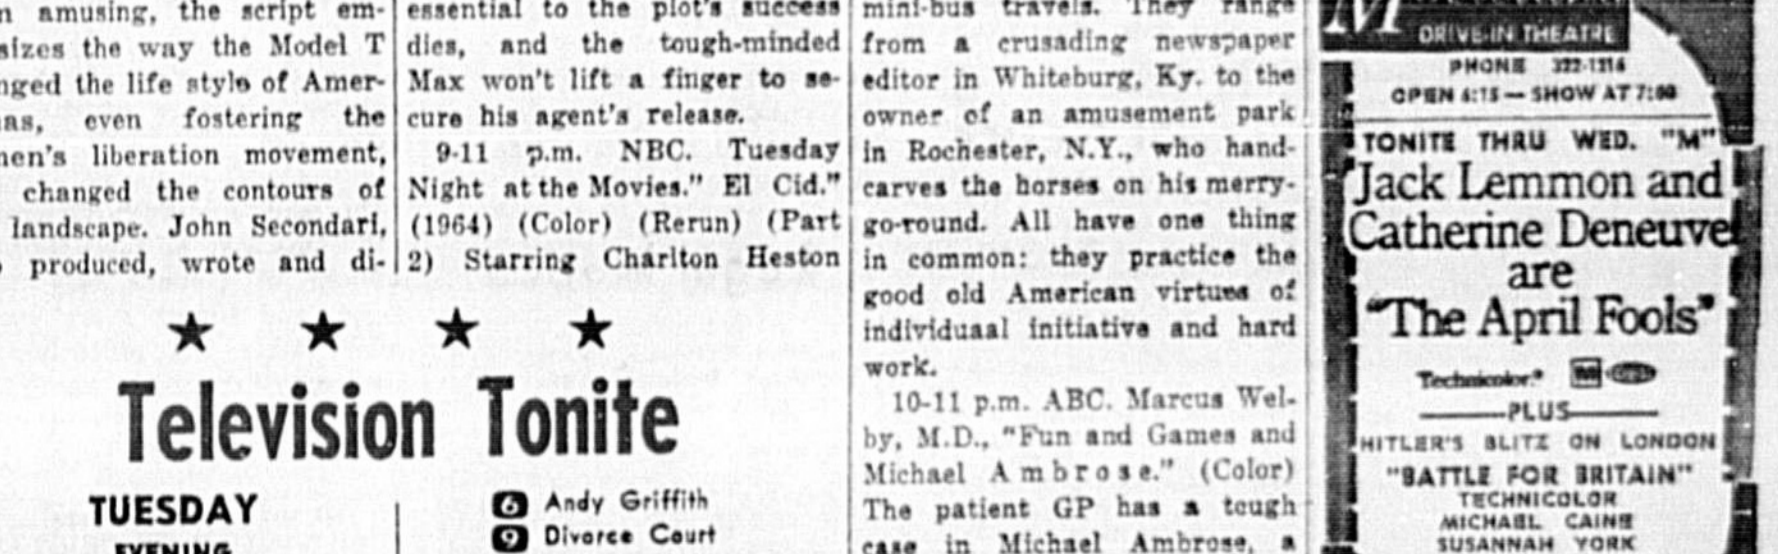 amusing, the script em-
sizes the way the Model T
nged the life style of Amer-
as, even fostering the
men's liberation movement,
changed the contours of
landscape. John Secondari,
produced, wrote and di-
essential to the plot's success
dies, and the tough-minded
Max won't lift a finger to se-
cure his agent's release.
9-11 p.m. NBC. Tuesday
Night at the Movies." El Cid."
(1964) (Color) (Rerun) (Part
2) Starring Charlton Heston
★ ★ ★ ★
Television Tonite
TUESDAY
EVENING
6 Andy Griffith
9 Divorce Court
mini-bus travels. They range
from a crusading newspaper
editor in Whiteburg, Ky. to the
owner of an amusement park
in Rochester, N.Y., who hand-
carves the horses on his merry-
go-round. All have one thing
in common: they practice the
good old American virtues of
individuaal initiative and hard
work.
10-11 p.m. ABC. Marcus Wel-
by, M.D., "Fun and Games and
Michael Ambrose." (Color)
The patient GP has a tough
case in Michael Ambrose, a
DRIVE-IN THEATRE
PHONE 322-1216
OPEN 6:15 — SHOW AT 7:00
TONITE THRU WED. "M"
Jack Lemmon and
Catherine Deneuve
are
"The April Fools"
Technicolor®
PLUS
HITLER'S BLITZ ON LONDON
"BATTLE FOR BRITAIN"
TECHNICOLOR
MICHAEL CAINE
SUSANNAH YORK